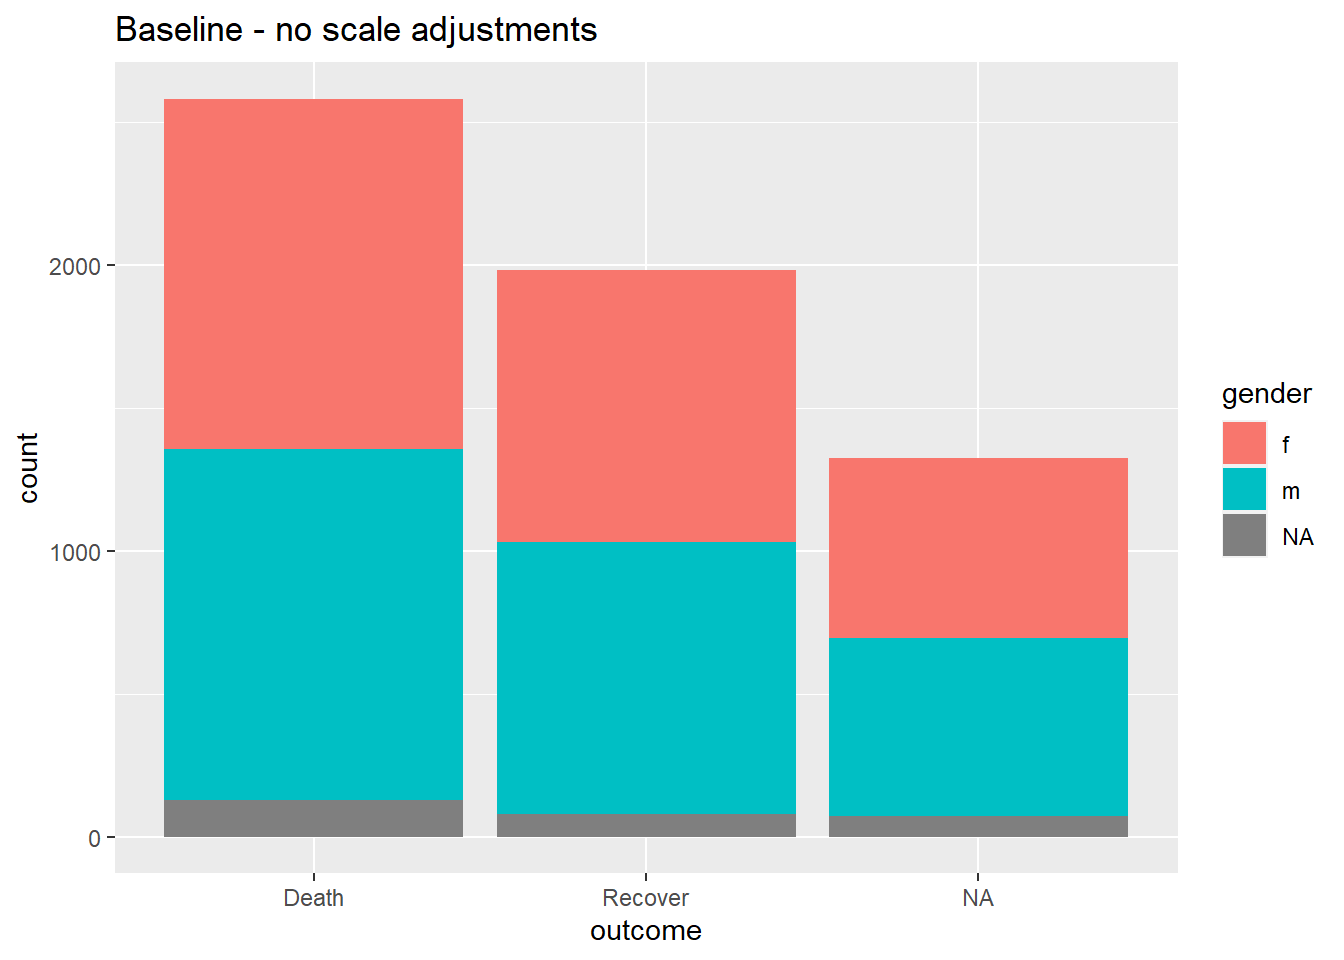 Baseline - no scale adjustments
2000
1000
0
count
Death
Recover
NA
outcome
gender
f
m
NA